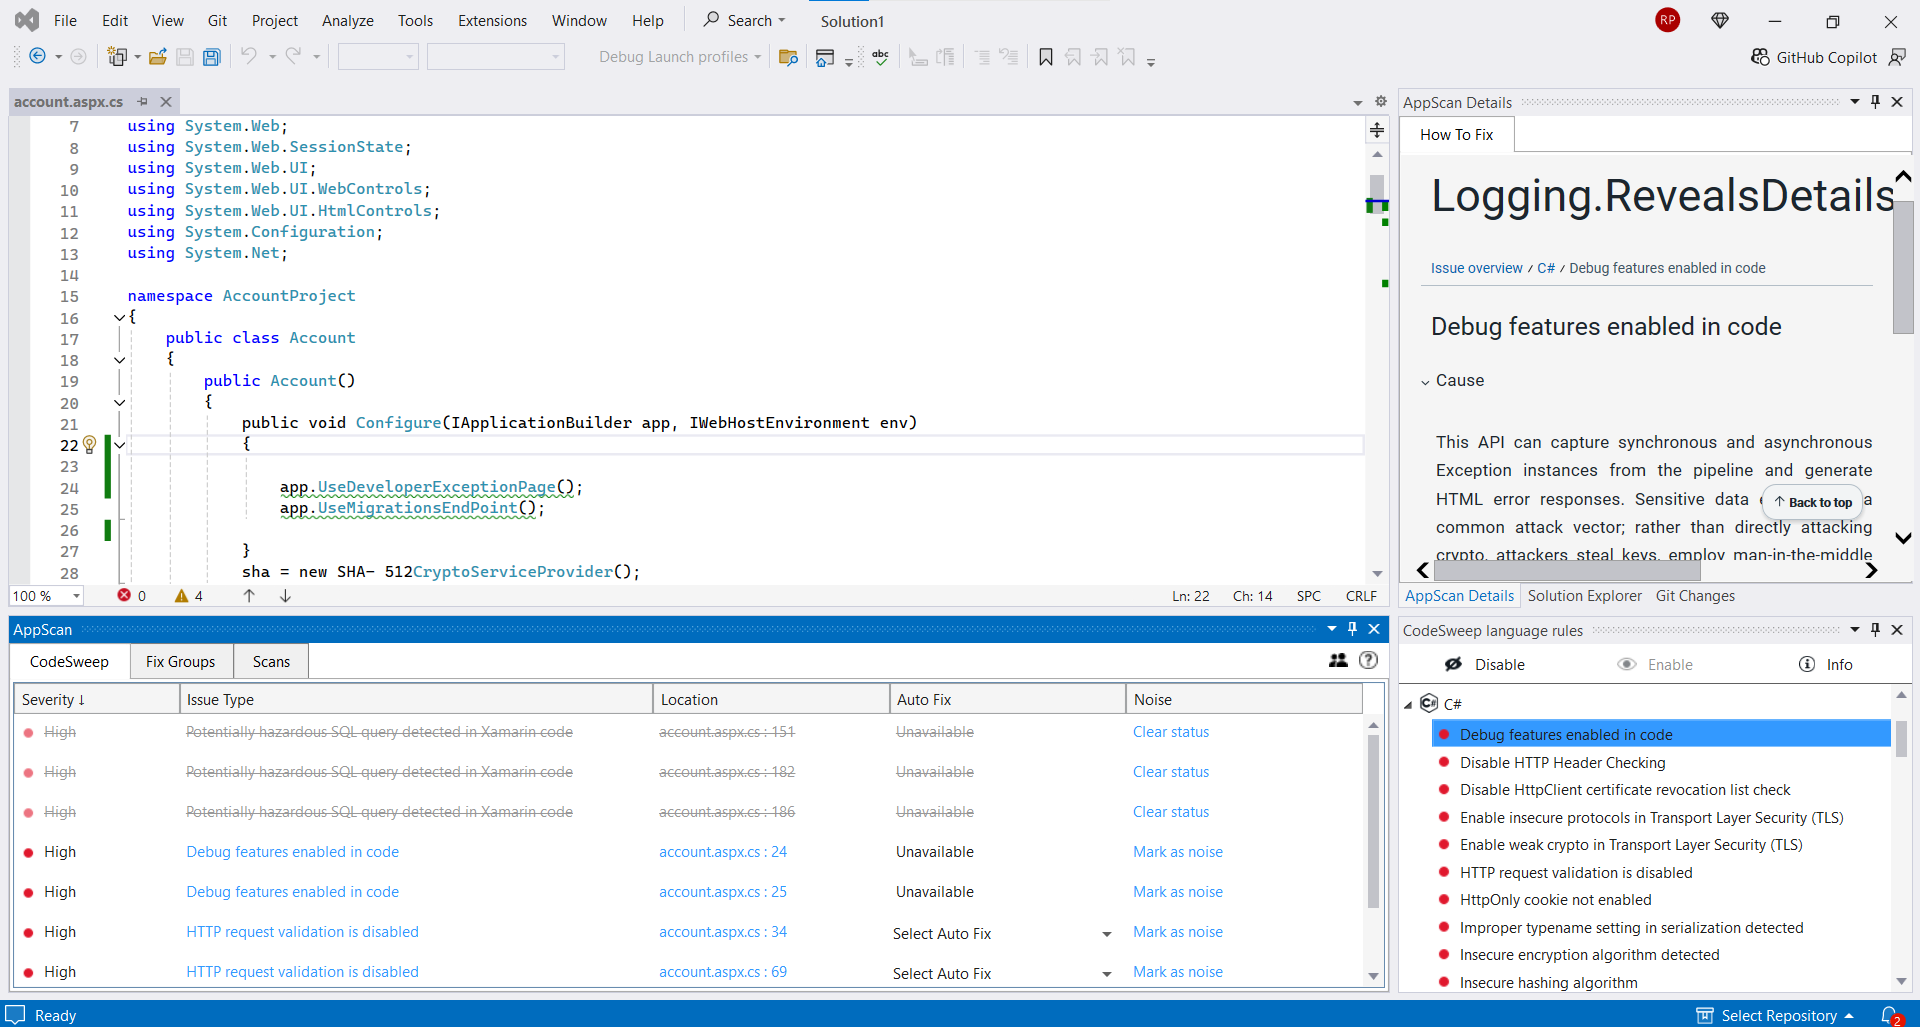 File Edit View Git Project Analyze Tools Extensions Window Help Search Solution1 RP
Debug Launch profiles abc GitHub Copilot
account.aspx.cs
7 using System.Web;
8 using System.Web.SessionState;
9 using System.Web.UI;
10 using System.Web.UI.WebControls;
11 using System.Web.UI.HtmlControls;
12 using System.Configuration;
13 using System.Net;
14
15 namespace AccountProject
16 {
17 public class Account
18 {
19 public Account()
20 {
21 public void Configure(IApplicationBuilder app, IWebHostEnvironment env)
22 {
23
24 app.UseDeveloperExceptionPage();
25 app.UseMigrationsEndPoint();
26
27 }
28 sha = new SHA- 512CryptoServiceProvider();
100 % 0 4 Ln: 22 Ch: 14 SPC CRLF
AppScan Details
How To Fix
Logging.RevealsDetails
Issue overview / C# / Debug features enabled in code
Debug features enabled in code
Cause
This API can capture synchronous and asynchronous
Exception instances from the pipeline and generate
HTML error responses. Sensitive data e a
↑ Back to top
common attack vector; rather than directly attacking
crypto, attackers steal keys, employ man-in-the-middle
AppScan Details Solution Explorer Git Changes
AppScan
CodeSweep Fix Groups Scans
Severity ↓ Issue Type Location Auto Fix Noise
High Potentially hazardous SQL query detected in Xamarin code account.aspx.cs : 151 Unavailable Clear status
High Potentially hazardous SQL query detected in Xamarin code account.aspx.cs : 182 Unavailable Clear status
High Potentially hazardous SQL query detected in Xamarin code account.aspx.cs : 186 Unavailable Clear status
High Debug features enabled in code account.aspx.cs : 24 Unavailable Mark as noise
High Debug features enabled in code account.aspx.cs : 25 Unavailable Mark as noise
High HTTP request validation is disabled account.aspx.cs : 34 Select Auto Fix Mark as noise
High HTTP request validation is disabled account.aspx.cs : 69 Select Auto Fix Mark as noise
CodeSweep language rules
Disable Enable Info
C# C#
Debug features enabled in code
Disable HTTP Header Checking
Disable HttpClient certificate revocation list check
Enable insecure protocols in Transport Layer Security (TLS)
Enable weak crypto in Transport Layer Security (TLS)
HTTP request validation is disabled
HttpOnly cookie not enabled
Improper typename setting in serialization detected
Insecure encryption algorithm detected
Insecure hashing algorithm
Ready Select Repository 2